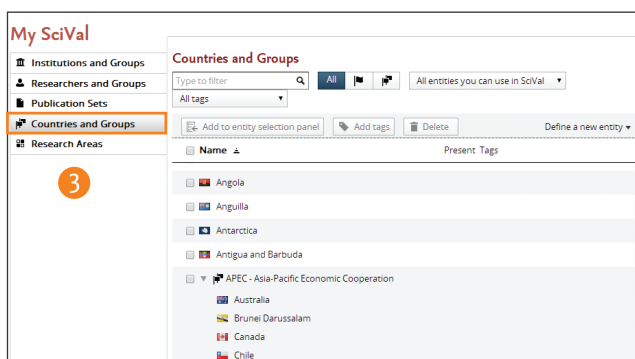 My SciVal
Institutions and Groups
Researchers and Groups
Publication Sets
Countries and Groups
Research Areas
3
Countries and Groups
Type to filter All All entities you can use in SciVal
All tags
Add to entity selection panel Add tags Delete Define a new entity
Name Present Tags
Angola
Anguilla
Antarctica
Antigua and Barbuda
APEC - Asia-Pacific Economic Cooperation
Australia
Brunei Darussalam
Canada
Chile